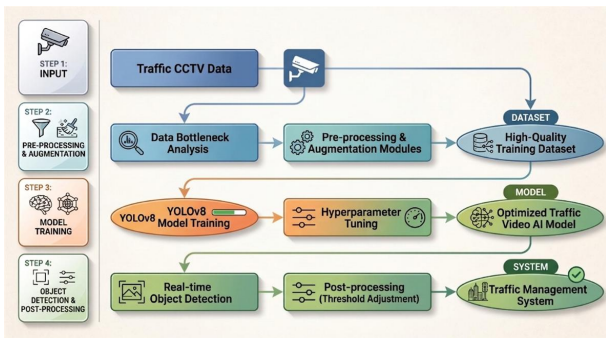 STEP 1:
INPUT
STEP 2:
PRE-PROCESSING
& AUGMENTATION
STEP 3:
MODEL
TRAINING
STEP 4:
OBJECT
DETECTION &
POST-PROCESSING
Traffic CCTV Data
DATASET
Data Bottleneck
Analysis
Pre-processing &
Augmentation Modules
High-Quality
Training Dataset
MODEL
YOLOv8
YOLOv8
Model Training
Hyperparameter
Tuning
Optimized Traffic
Video AI Model
SYSTEM
Real-time
Object Detection
Post-processing
(Threshold Adjustment)
Traffic Management
System